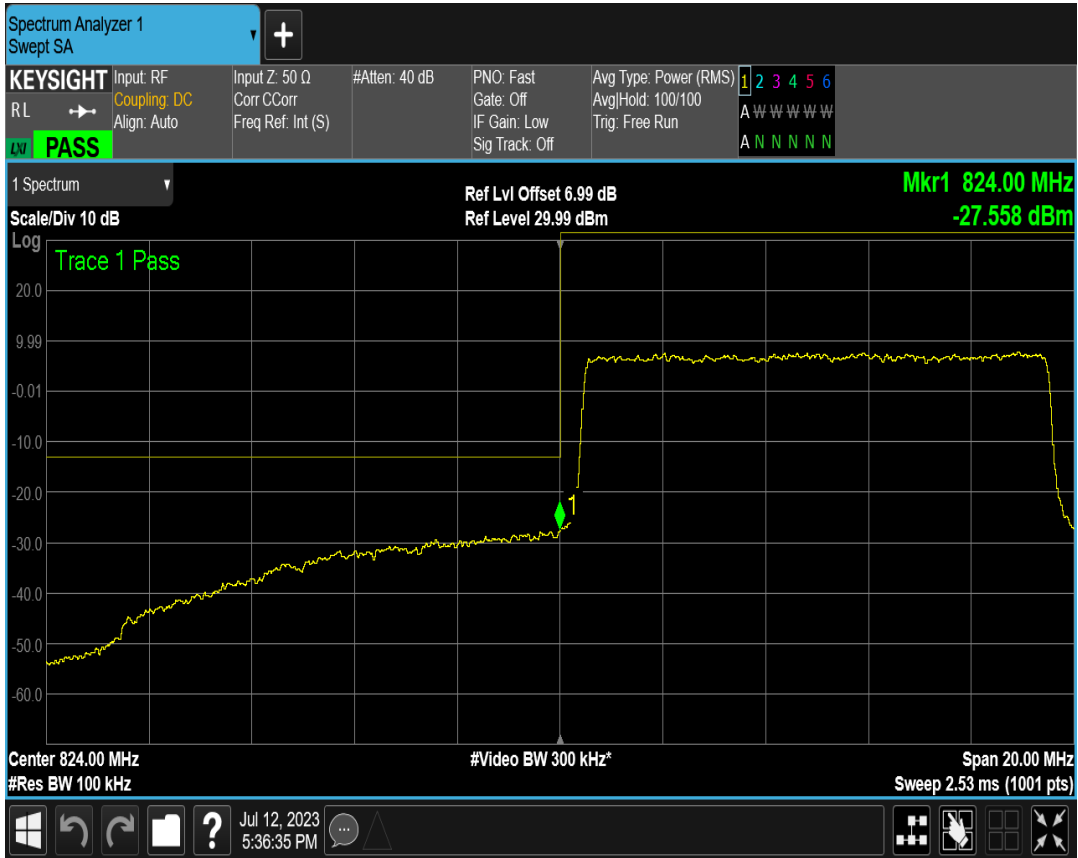 Spectrum Analyzer 1
Swept SA
+
KEYSIGHT
RL
LXI PASS
Input: RF
Coupling: DC
Align: Auto
Input Z: 50 Ω
Corr CCorr
Freq Ref: Int (S)
#Atten: 40 dB
PNO: Fast
Gate: Off
IF Gain: Low
Sig Track: Off
Avg Type: Power (RMS)
Avg|Hold: 100/100
Trig: Free Run
1 2 3 4 5 6
A W W W W W
A N N N N N
1 Spectrum
Scale/Div 10 dB
Ref Lvl Offset 6.99 dB
Ref Level 29.99 dBm
Mkr1 824.00 MHz
-27.558 dBm
Log
Trace 1 Pass
20.0
9.99
-0.01
-10.0
-20.0
1
-30.0
-40.0
-50.0
-60.0
Center 824.00 MHz
#Res BW 100 kHz
#Video BW 300 kHz*
Span 20.00 MHz
Sweep 2.53 ms (1001 pts)
?
Jul 12, 2023
5:36:35 PM